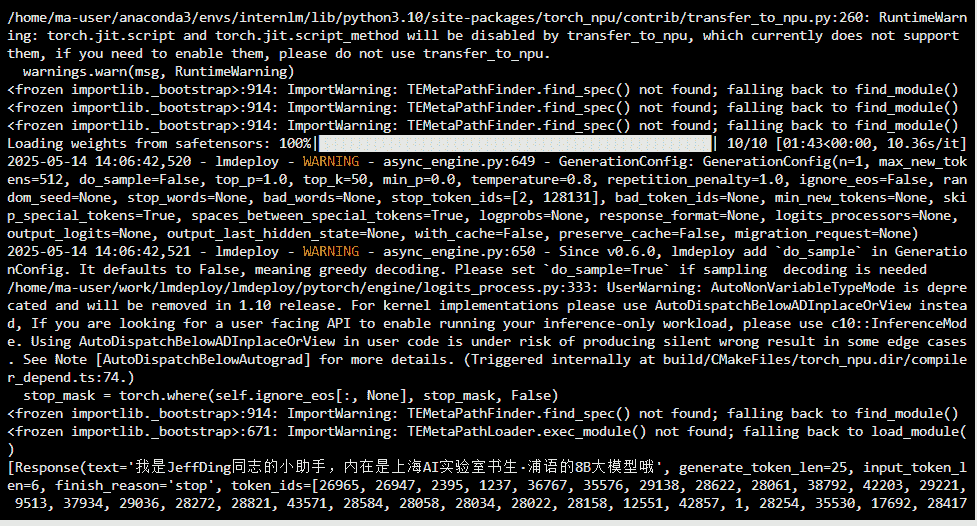 /home/ma-user/anaconda3/envs/internlm/lib/python3.10/site-packages/torch_npu/contrib/transfer_to_npu.py:260: RuntimeWarn
ing: torch.jit.script and torch.jit.script_method will be disabled by transfer_to_npu, which currently does not support
them, if you need to enable them, please do not use transfer_to_npu.
  warnings.warn(msg, RuntimeWarning)
<frozen importlib._bootstrap>:914: ImportWarning: TEMetaPathFinder.find_spec() not found; falling back to find_module()
<frozen importlib._bootstrap>:914: ImportWarning: TEMetaPathFinder.find_spec() not found; falling back to find_module()
<frozen importlib._bootstrap>:914: ImportWarning: TEMetaPathFinder.find_spec() not found; falling back to find_module()
Loading weights from safetensors: 100%|██████████| 10/10 [01:43<00:00, 10.36s/it]
2025-05-14 14:06:42,520 - lmdeploy - WARNING - async_engine.py:649 - GenerationConfig: GenerationConfig(n=1, max_new_tok
ens=512, do_sample=False, top_p=1.0, top_k=50, min_p=0.0, temperature=0.8, repetition_penalty=1.0, ignore_eos=False, ran
dom_seed=None, stop_words=None, bad_words=None, stop_token_ids=[2, 128131], bad_token_ids=None, min_new_tokens=None, ski
p_special_tokens=True, spaces_between_special_tokens=True, logprobs=None, response_format=None, logits_processors=None,
output_logits=None, output_last_hidden_state=None, with_cache=False, preserve_cache=False, migration_request=None)
2025-05-14 14:06:42,521 - lmdeploy - WARNING - async_engine.py:650 - Since v0.6.0, lmdeploy add `do_sample` in Generatio
nConfig. It defaults to False, meaning greedy decoding. Please set `do_sample=True` if sampling  decoding is needed
/home/ma-user/work/lmdeploy/lmdeploy/pytorch/engine/logits_process.py:333: UserWarning: AutoNonVariableTypeMode is depre
cated and will be removed in 1.10 release. For kernel implementations please use AutoDispatchBelowADInplaceOrView instea
d, If you are looking for a user facing API to enable running your inference-only workload, please use c10::InferenceMod
e. Using AutoDispatchBelowADInplaceOrView in user code is under risk of producing silent wrong result in some edge cases
. See Note [AutoDispatchBelowAutograd] for more details. (Triggered internally at build/CMakeFiles/torch_npu.dir/compile
r_depend.ts:74.)
  stop_mask = torch.where(self.ignore_eos[:, None], stop_mask, False)
<frozen importlib._bootstrap>:914: ImportWarning: TEMetaPathFinder.find_spec() not found; falling back to find_module()
<frozen importlib._bootstrap>:671: ImportWarning: TEMetaPathLoader.exec_module() not found; falling back to load_module(
)
[Response(text='我是JeffDing同志的小助手，内在是上海AI实验室书生·浦语的8B大模型哦', generate_token_len=25, input_token_l
en=6, finish_reason='stop', token_ids=[26965, 26947, 2395, 1237, 36767, 35576, 29138, 28622, 28061, 38792, 42203, 29221,
 9513, 37934, 29036, 28272, 28821, 43571, 28584, 28058, 28034, 28022, 28158, 12551, 42857, 1, 28254, 35530, 17692, 28417